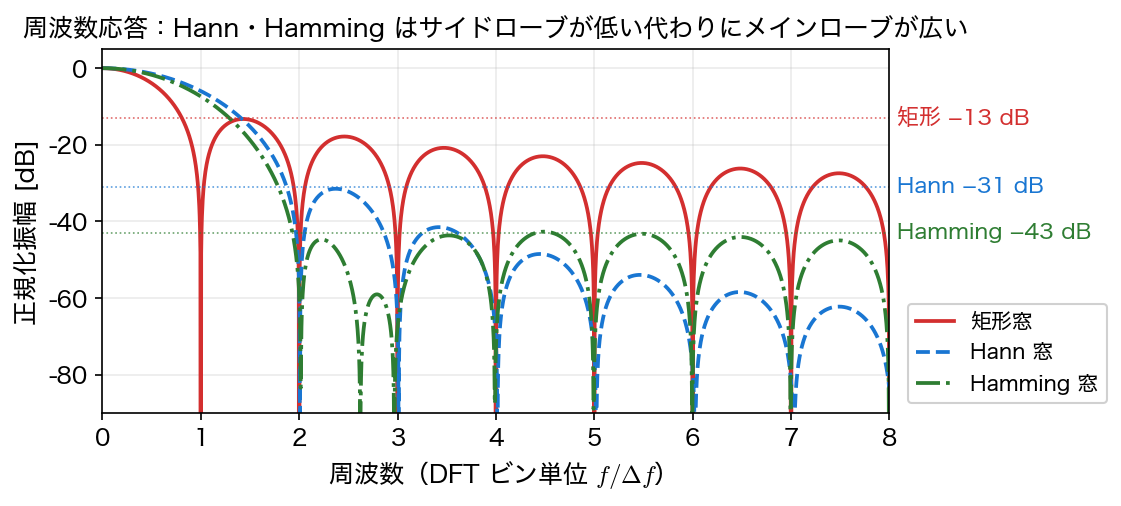 周波数応答：Hann・Hamming はサイドローブが低い代わりにメインローブが広い
正規化振幅 [dB]
0
-20
-40
-60
-80
矩形 −13 dB
Hann −31 dB
Hamming −43 dB
矩形窓
Hann 窓
Hamming 窓
0 1 2 3 4 5 6 7 8
周波数（DFT ビン単位 f/Δf）